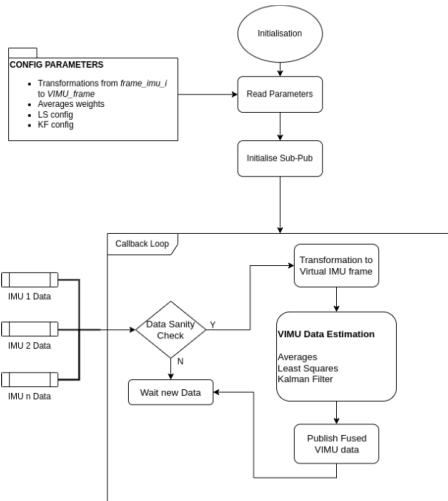 Initialisation
CONFIG PARAMETERS
Transformations from frame_imu_i
to VIMU_frame
Averages weights
LS config
KF config
Read Parameters
Initialise Sub-Pub
Callback Loop
Transformation to
Virtual IMU frame
IMU 1 Data
IMU 2 Data
IMU n Data
Data Sanity
Check
Y
N
Wait new Data
VIMU Data Estimation
Averages
Least Squares
Kalman Filter
Publish Fused
VIMU data